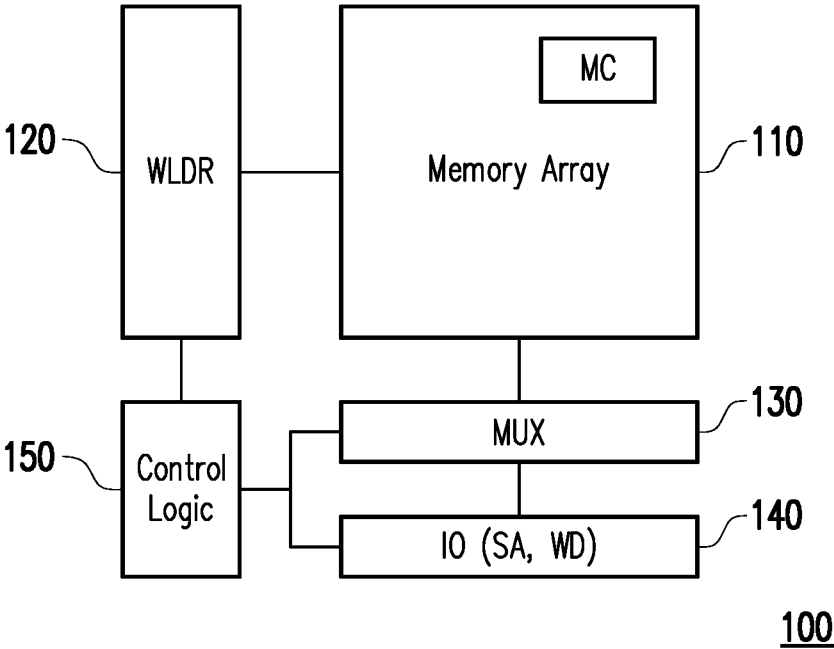 MC
120
WLDR
Memory Array
110
130
MUX
150
Control
Logic
140
IO (SA, WD)
100